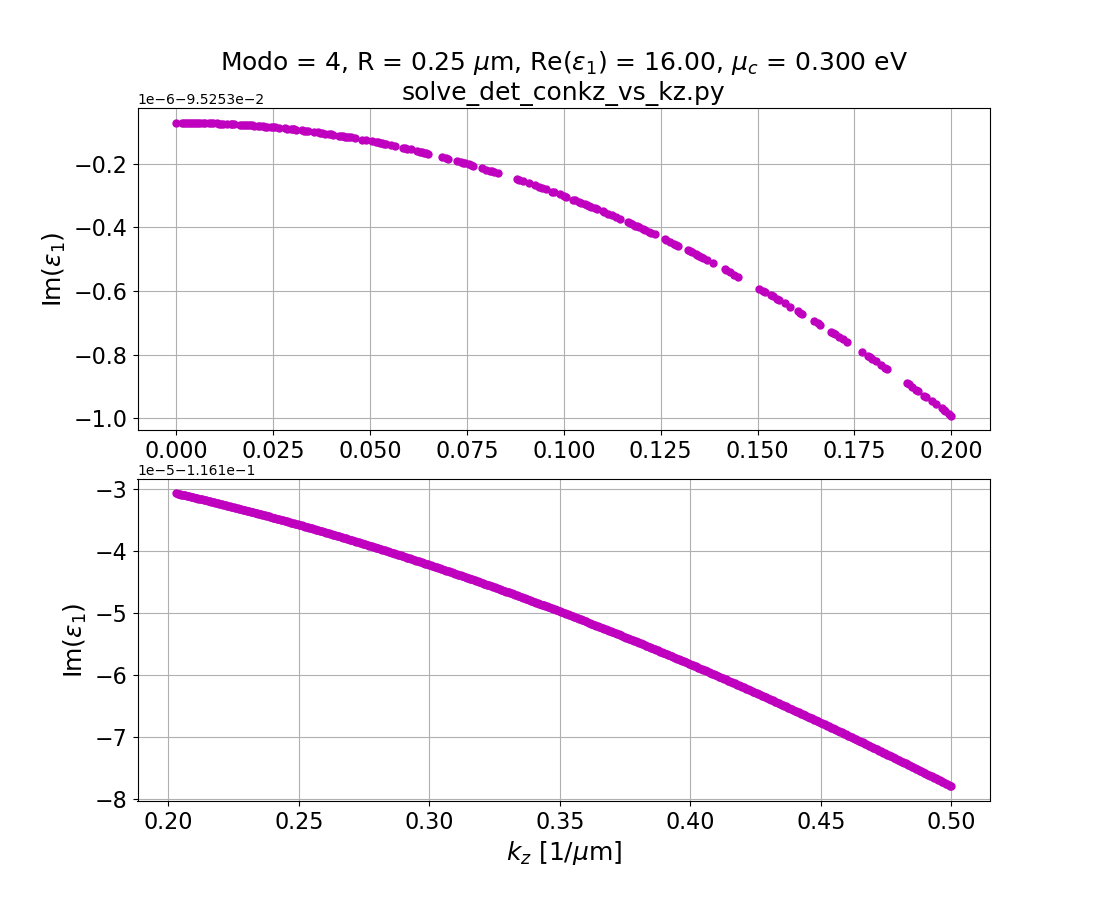 Modo = 4, R = 0.25 μm, Re(ε₁) = 16.00, μ_c = 0.300 eV
solve_det_conkz_vs_kz.py
1e−6−9.5253e−2
−0.2
−0.4
−0.6
−0.8
−1.0
Im(ε₁)
0.000 0.025 0.050 0.075 0.100 0.125 0.150 0.175 0.200
1e−5−1.161e−1
−3
−4
−5
−6
−7
−8
Im(ε₁)
0.20 0.25 0.30 0.35 0.40 0.45 0.50
k_z [1/μm]